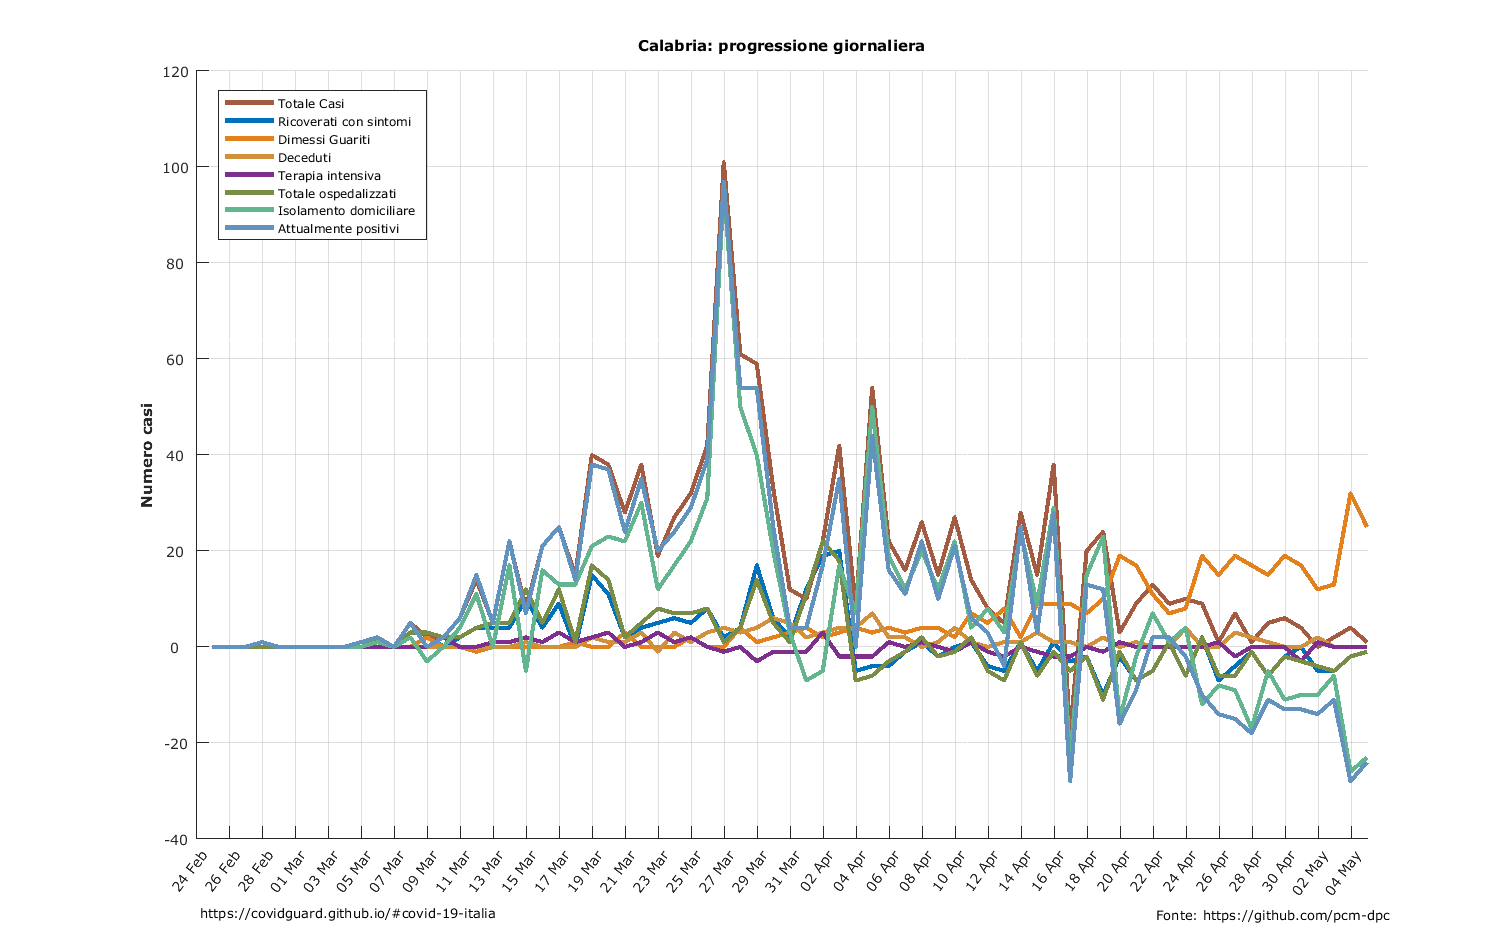 Calabria: progressione giornaliera
Numero casi
120
100
80
60
40
20
0
-20
-40
Totale Casi
Ricoverati con sintomi
Dimessi Guariti
Deceduti
Terapia intensiva
Totale ospedalizzati
Isolamento domiciliare
Attualmente positivi
24 Feb
26 Feb
28 Feb
01 Mar
03 Mar
05 Mar
07 Mar
09 Mar
11 Mar
13 Mar
15 Mar
17 Mar
19 Mar
21 Mar
23 Mar
25 Mar
27 Mar
29 Mar
31 Mar
02 Apr
04 Apr
06 Apr
08 Apr
10 Apr
12 Apr
14 Apr
16 Apr
18 Apr
20 Apr
22 Apr
24 Apr
26 Apr
28 Apr
30 Apr
02 May
04 May
https://covidguard.github.io/#covid-19-italia
Fonte: https://github.com/pcm-dpc